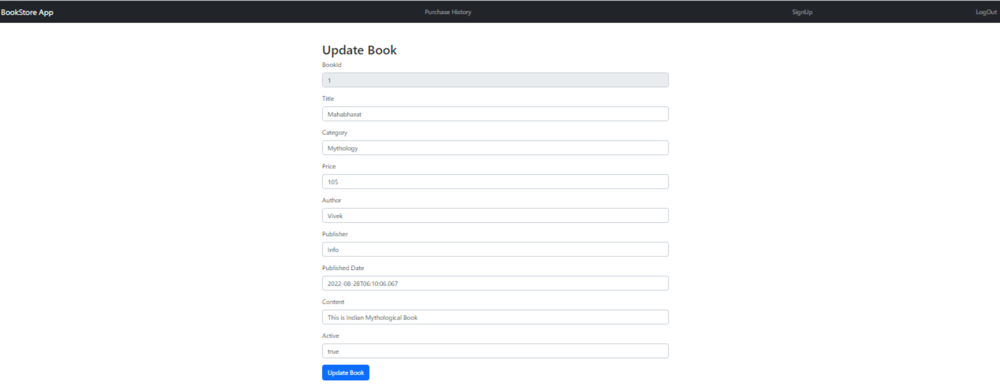 BookStore App Purchase History SignUp LogOut
Update Book
BookId
1
Title
Mahabharat
Category
Mythology
Price
105
Author
Vivek
Publisher
Info
Published Date
2022-08-28T06:10:06.067
Content
This is Indian Mythological Book
Active
true
Update Book